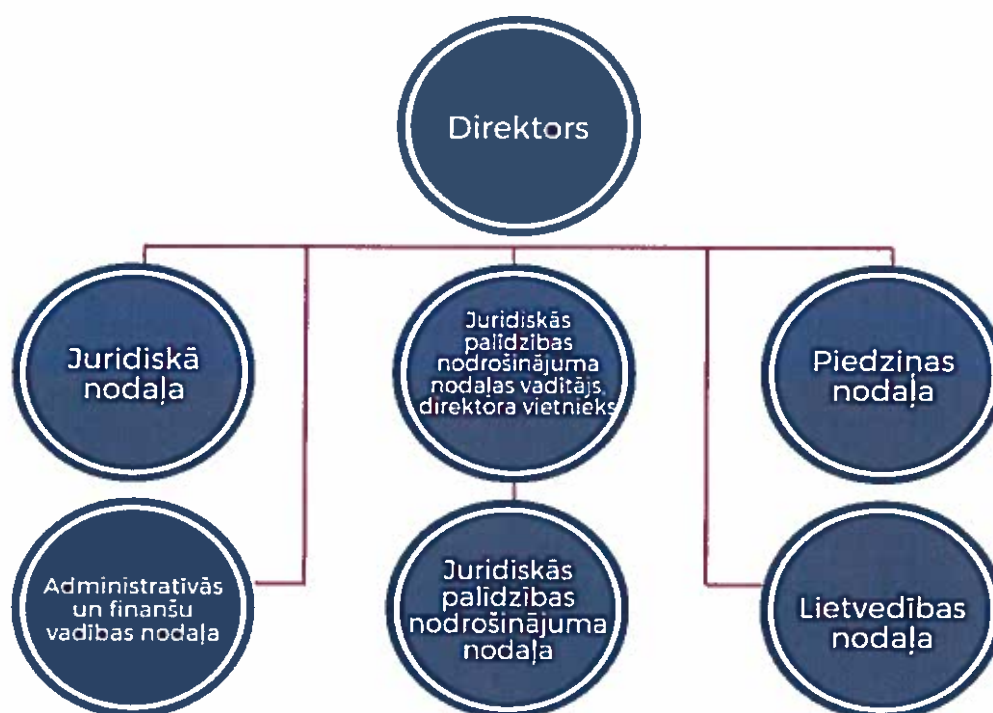 Direktors
Juridiskā
nodaļa
Juridiskās
palīdzības
nodrošinājuma
nodaļas vadītājs,
direktora vietnieks
Piedziņas
nodaļa
Administratīvās
un finanšu
vadības nodaļa
Juridiskās
palīdzības
nodrošinājuma
nodaļa
Lietvedības
nodaļa